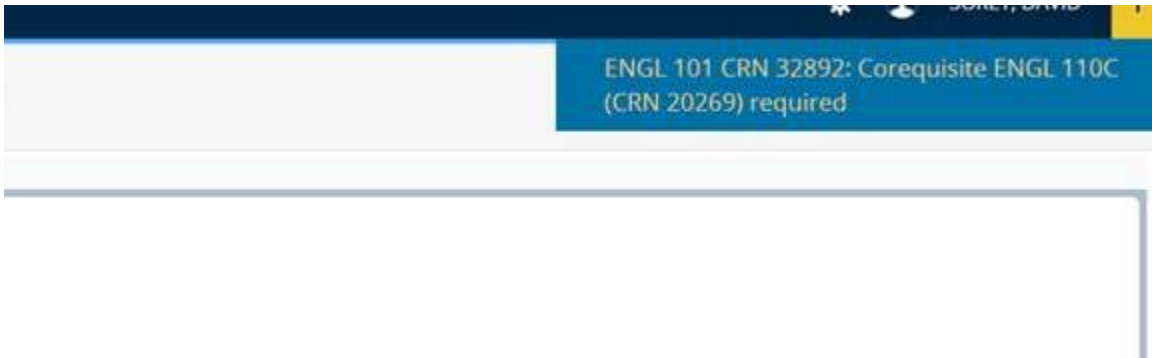 ENGL 101 CRN 32892: Corequisite ENGL 110C
(CRN 20269) required